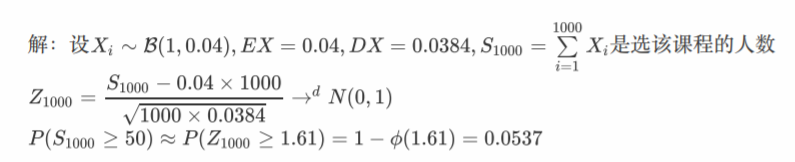 解：设$X_i \sim \mathcal{B}(1, 0.04), EX = 0.04, DX = 0.0384, S_{1000} = \sum_{i=1}^{1000} X_i$是选该课程的人数
$Z_{1000} = \frac{S_{1000} - 0.04 \times 1000}{\sqrt{1000 \times 0.0384}} \to^d N(0, 1)$
$P(S_{1000} \geq 50) \approx P(Z_{1000} \geq 1.61) = 1 - \phi(1.61) = 0.0537$